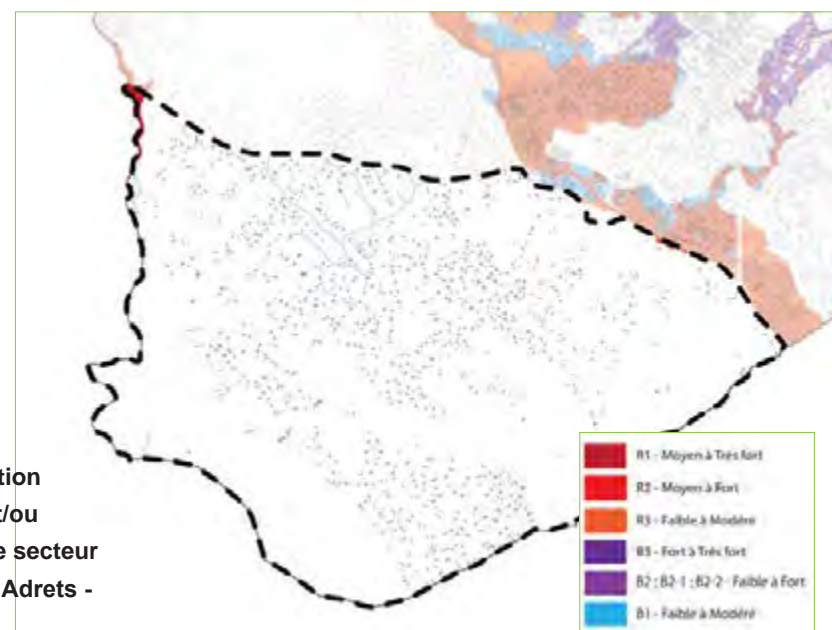 tion
t/ou
e secteur
Adrets -
R1 - Moyen à Très fort
R2 - Moyen à Fort
R3 - Faible à Modéré
B3 - Fort à Très fort
B2 ; B2-1 ; B2-2 - Faible à Fort
B1 - Faible à Modéré